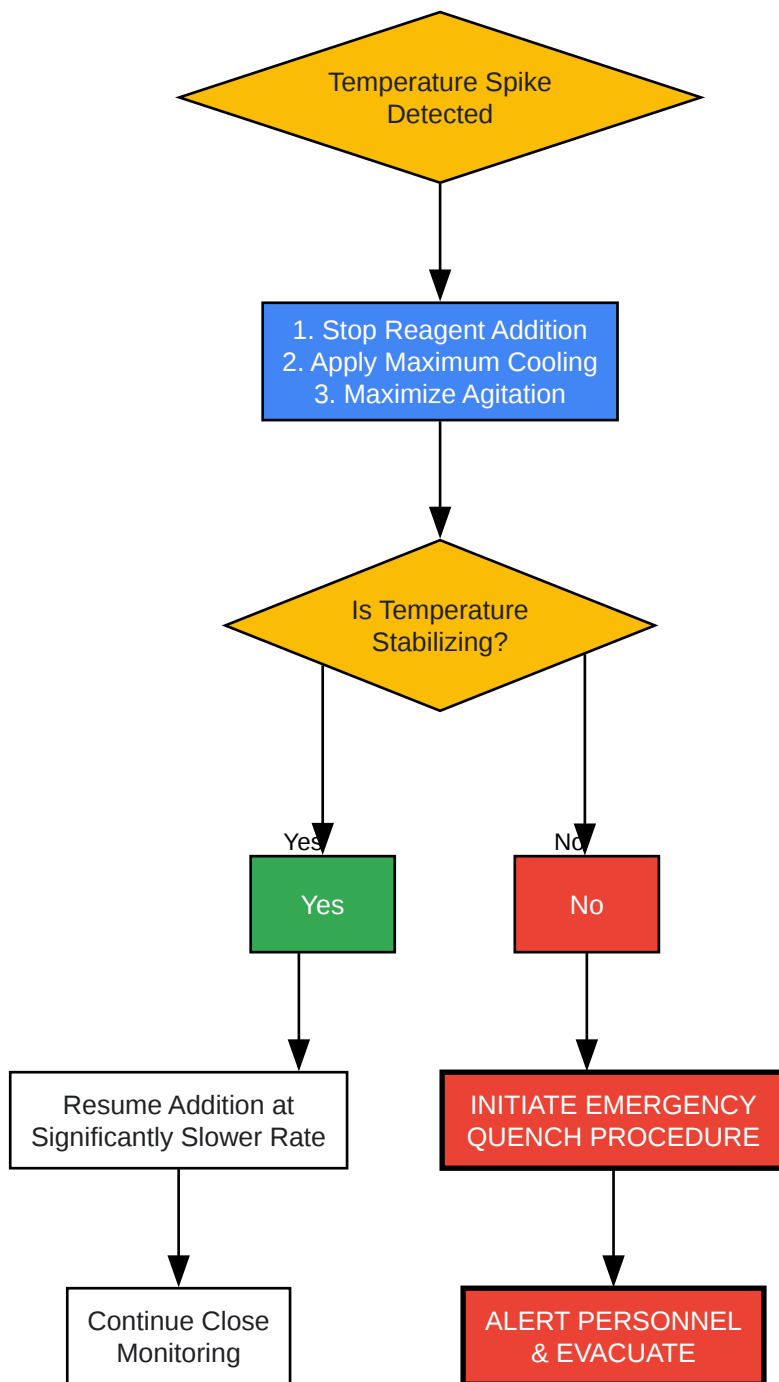 Temperature Spike
Detected
1. Stop Reagent Addition
2. Apply Maximum Cooling
3. Maximize Agitation
Is Temperature
Stabilizing?
Yes
No
Yes
No
Resume Addition at
Significantly Slower Rate
INITIATE EMERGENCY
QUENCH PROCEDURE
Continue Close
Monitoring
ALERT PERSONNEL
& EVACUATE